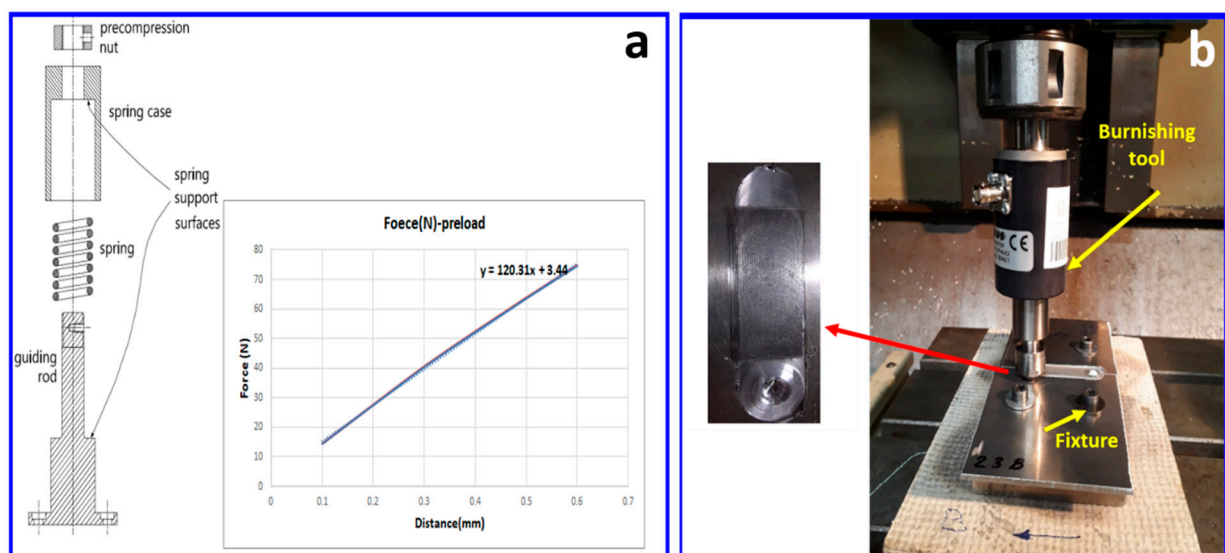 a
precompression
nut
spring case
spring
support
surfaces
spring
guiding
rod
Foece(N)-preload
y = 120.31x + 3.44
80
70
60
50
40
30
20
10
0
Force (N)
0
0.1
0.2
0.3
0.4
0.5
0.6
0.7
Distance(mm)
b
Burnishing
tool
CE
Fixture
23B